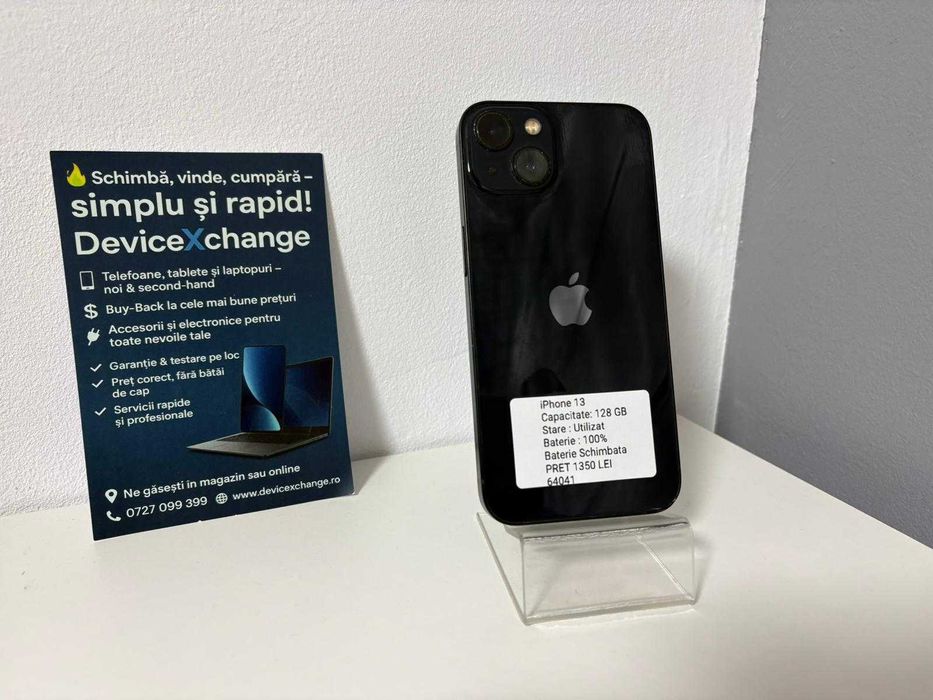 Schimbă, vinde, cumpără –
simplu și rapid!
DeviceXchange
Telefoane, tablete și laptopuri –
noi & second-hand
Buy-Back la cele mai bune prețuri
Accesorii și electronice pentru
toate nevoile tale
Garanție & testare pe loc
Preț corect, fără bătăi
de cap
Servicii rapide
și profesionale
Ne găsești in magazin sau online
0727 099 399 www.devicexchange.ro
iPhone 13
Capacitate: 128 GB
Stare : Utilizat
Baterie : 100%
Baterie Schimbata
PRET 1350 LEI
64041